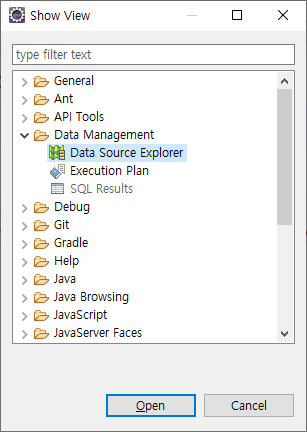 Show View
type filter text
General
Ant
API Tools
Data Management
Data Source Explorer
Execution Plan
SQL Results
Debug
Git
Gradle
Help
Java
Java Browsing
JavaScript
JavaServer Faces
Open
Cancel